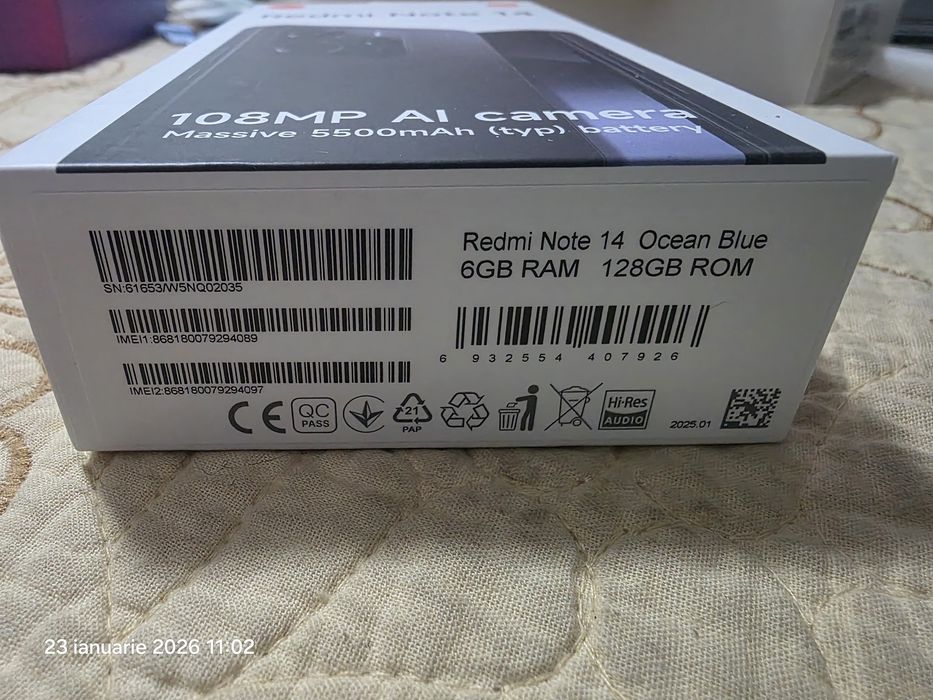 Redmi Note 14
108MP AI camera
Massive 5500mAh (typ) battery
SN:61653/W5NQ02035
IMEI1:868180079294089
IMEI2:868180079294097
Redmi Note 14 Ocean Blue
6GB RAM 128GB ROM
6 932554 407926
CE
QC PASS
21
PAP
Hi-Res
AUDIO
2025.01
23 ianuarie 2026 11:02